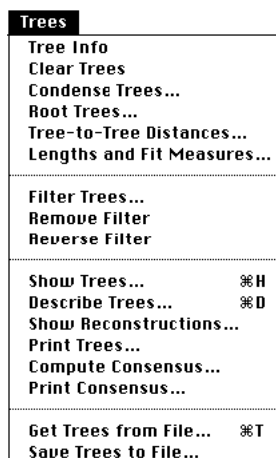 Trees
Tree Info
Clear Trees
Condense Trees...
Root Trees...
Tree-to-Tree Distances...
Lengths and Fit Measures...
Filter Trees...
Remove Filter
Reverse Filter
Show Trees... ⌘H
Describe Trees... ⌘D
Show Reconstructions...
Print Trees...
Compute Consensus...
Print Consensus...
Get Trees from File... ⌘T
Save Trees to File...